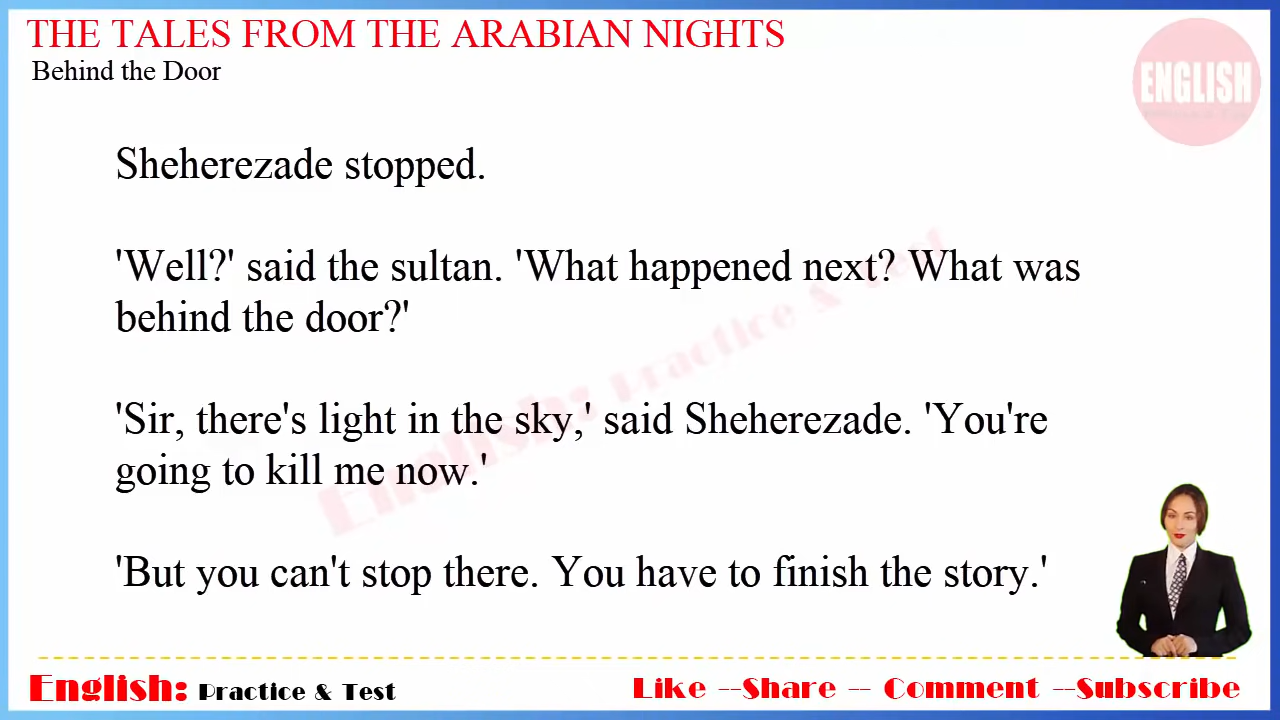 THE TALES FROM THE ARABIAN NIGHTS
Behind the Door
ENGLISH
Sheherezade stopped.
'Well?' said the sultan. 'What happened next? What was
behind the door?'
'Sir, there's light in the sky,' said Sheherezade. 'You're
going to kill me now.'
'But you can't stop there. You have to finish the story.'
English: Practice & Test
English: Practice & Test
Like --Share -- Comment --Subscribe